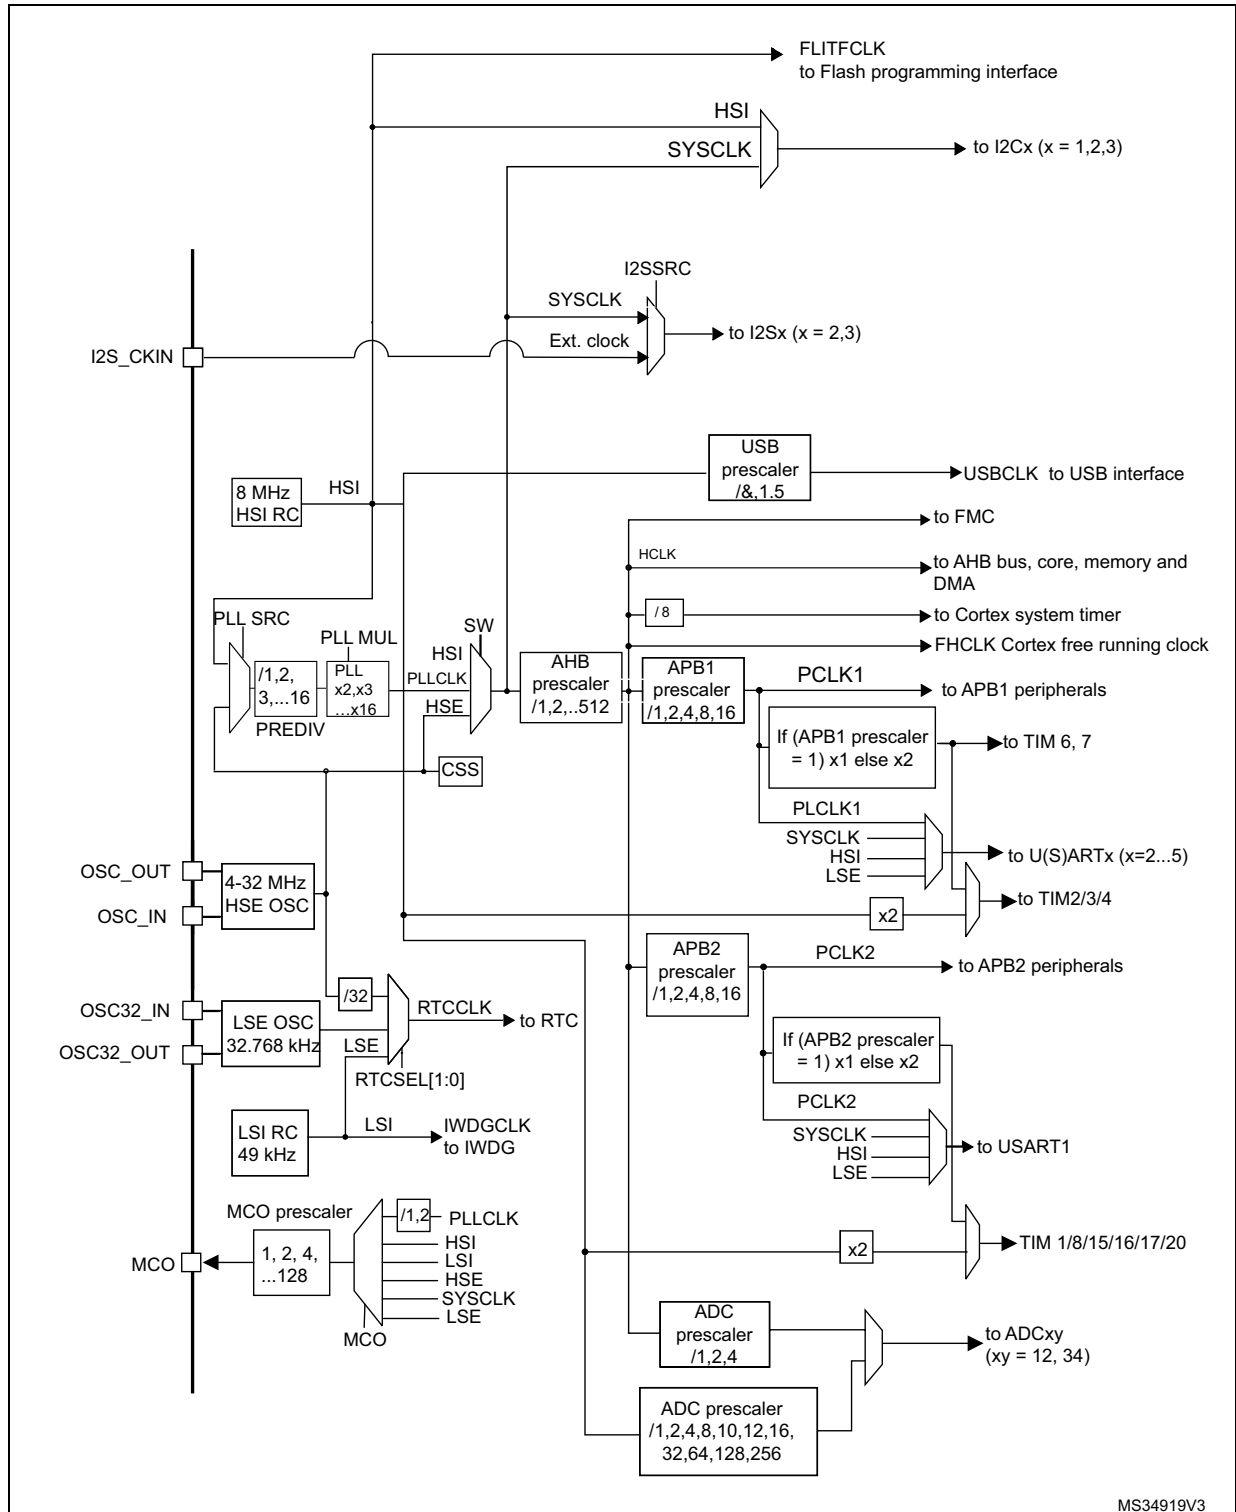 FLITFCLK
to Flash programming interface
HSI
SYSCLK
to I2Cx (x = 1,2,3)
I2SSRC
SYSCLK
to I2Sx (x = 2,3)
Ext. clock
I2S_CKIN
USB
prescaler
/&,1.5
USBCLK to USB interface
8 MHz
HSI RC
HSI
to FMC
HCLK
to AHB bus, core, memory and
DMA
/ 8
to Cortex system timer
PLL SRC
PLL MUL
SW
FHCLK Cortex free running clock
/1,2,
3,...16
PREDIV
PLL
x2,x3
...x16
HSI
PLLCLK
HSE
AHB
prescaler
/1,2,..512
APB1
prescaler
/1,2,4,8,16
PCLK1
to APB1 peripherals
If (APB1 prescaler
= 1) x1 else x2
to TIM 6, 7
CSS
PLCLK1
SYSCLK
HSI
LSE
to U(S)ARTx (x=2...5)
OSC_OUT
OSC_IN
4-32 MHz
HSE OSC
x2
to TIM2/3/4
APB2
prescaler
/1,2,4,8,16
PCLK2
to APB2 peripherals
OSC32_IN
OSC32_OUT
LSE OSC
32.768 kHz
/32
RTCCLK
to RTC
LSE
RTCSEL[1:0]
If (APB2 prescaler
= 1) x1 else x2
PCLK2
SYSCLK
HSI
LSE
to USART1
LSI RC
49 kHz
LSI
IWDGCLK
to IWDG
MCO prescaler
/1,2
PLLCLK
HSI
LSI
HSE
SYSCLK
LSE
MCO
1, 2, 4,
...128
MCO
x2
TIM 1/8/15/16/17/20
ADC
prescaler
/1,2,4
to ADCxy
(xy = 12, 34)
ADC prescaler
/1,2,4,8,10,12,16,
32,64,128,256
MS34919V3